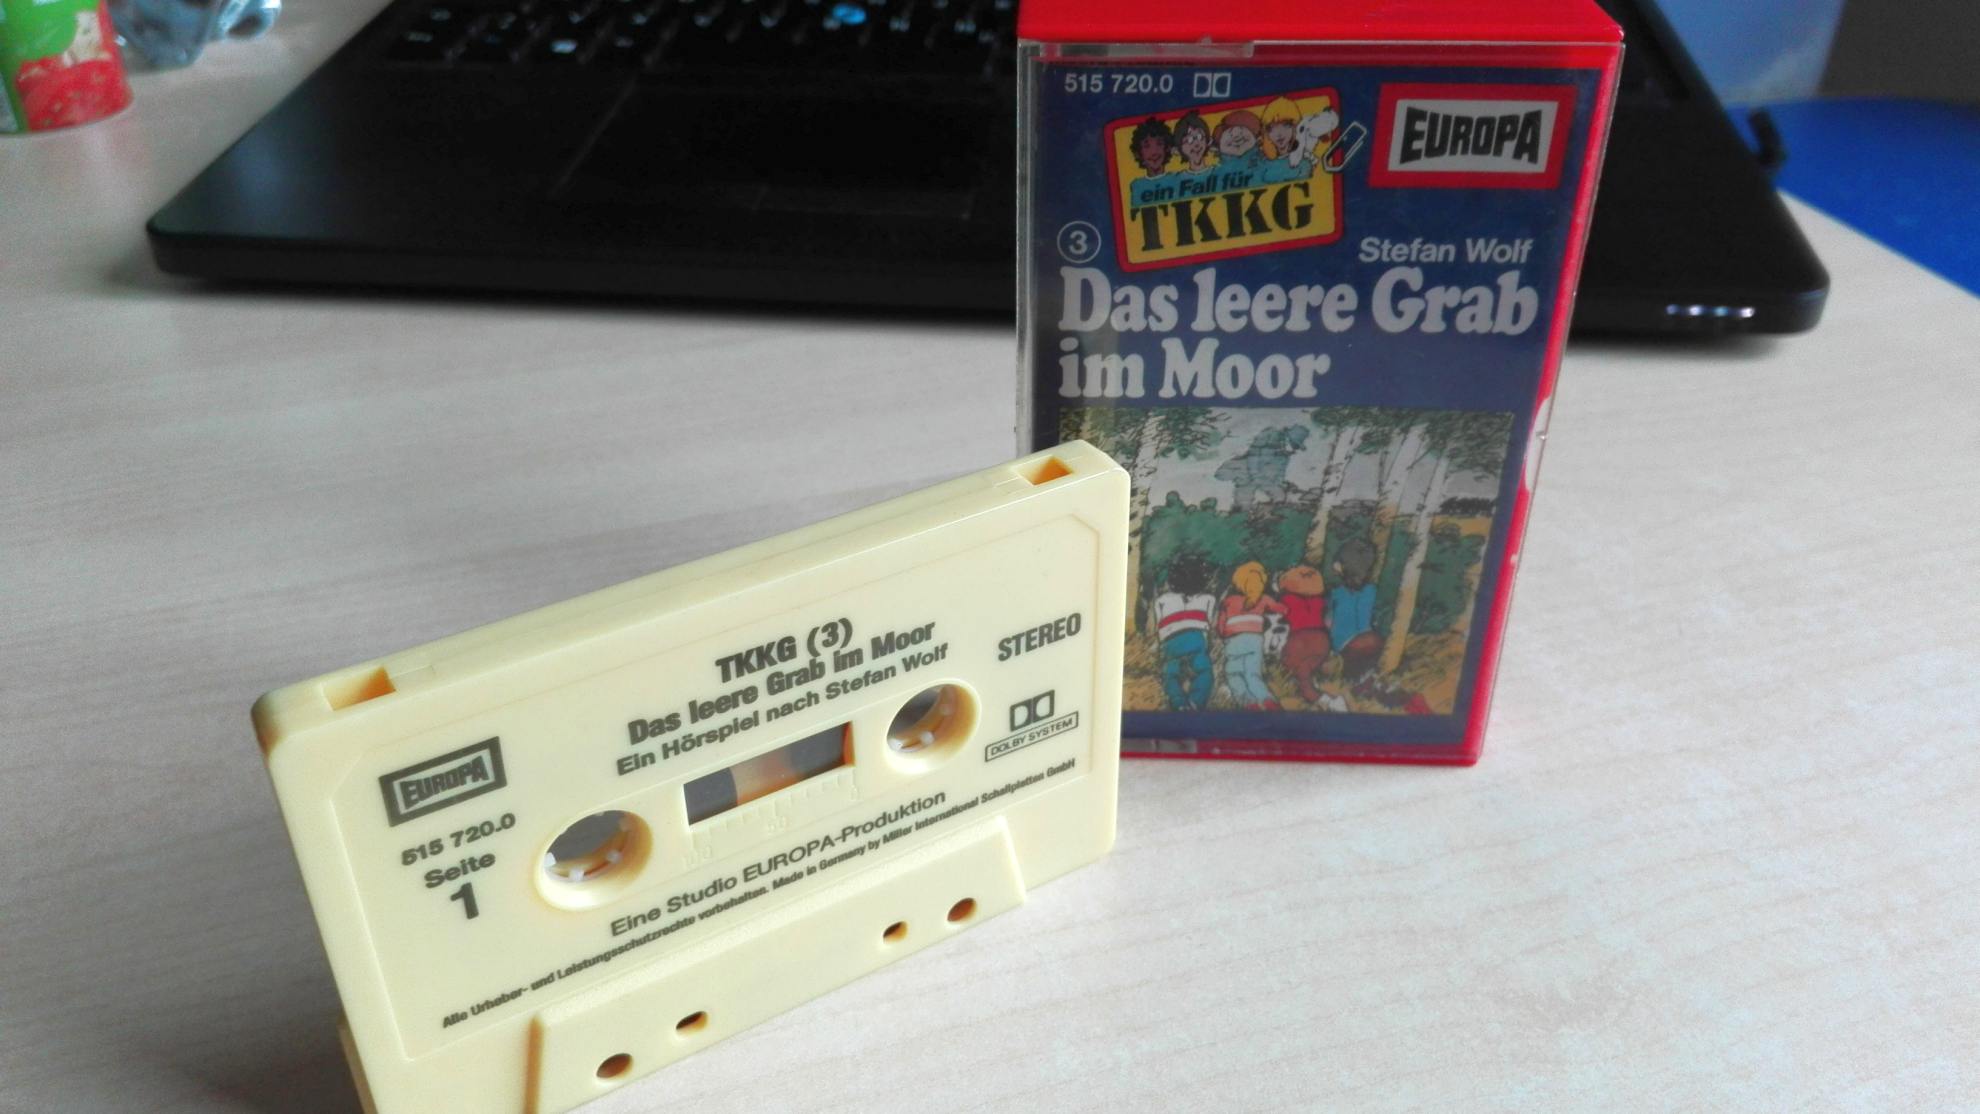 515 720.0
EUROPA
ein Fall für
TKKG
3
Stefan Wolf
Das leere Grab
im Moor
TKKG (3)
Das leere Grab im Moor
Ein Hörspiel nach Stefan Wolf
STEREO
DOLBY SYSTEM
EUROPA
515 720.0
Seite
1
50
Eine Studio EUROPA-Produktion
Alle Urheber- und Leistungsschutzrechte vorbehalten. Made in Germany by Miller International Schallplatten GmbH